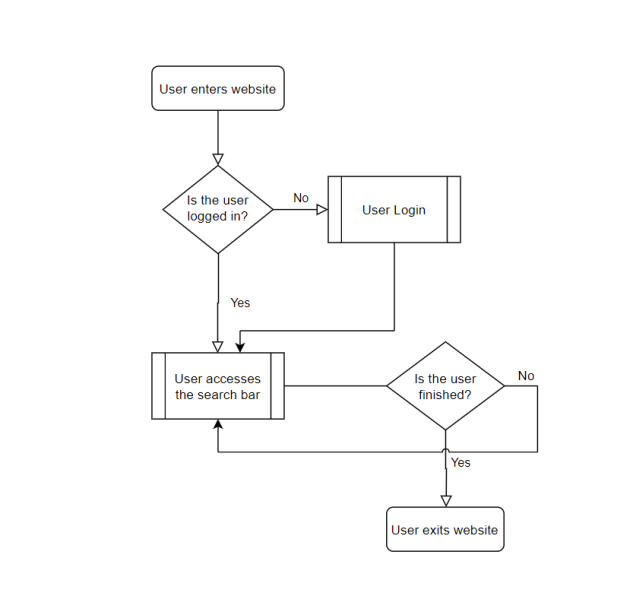 User enters website
Is the user
logged in?
No
User Login
Yes
User accesses
the search bar
Is the user
finished?
No
Yes
User exits website